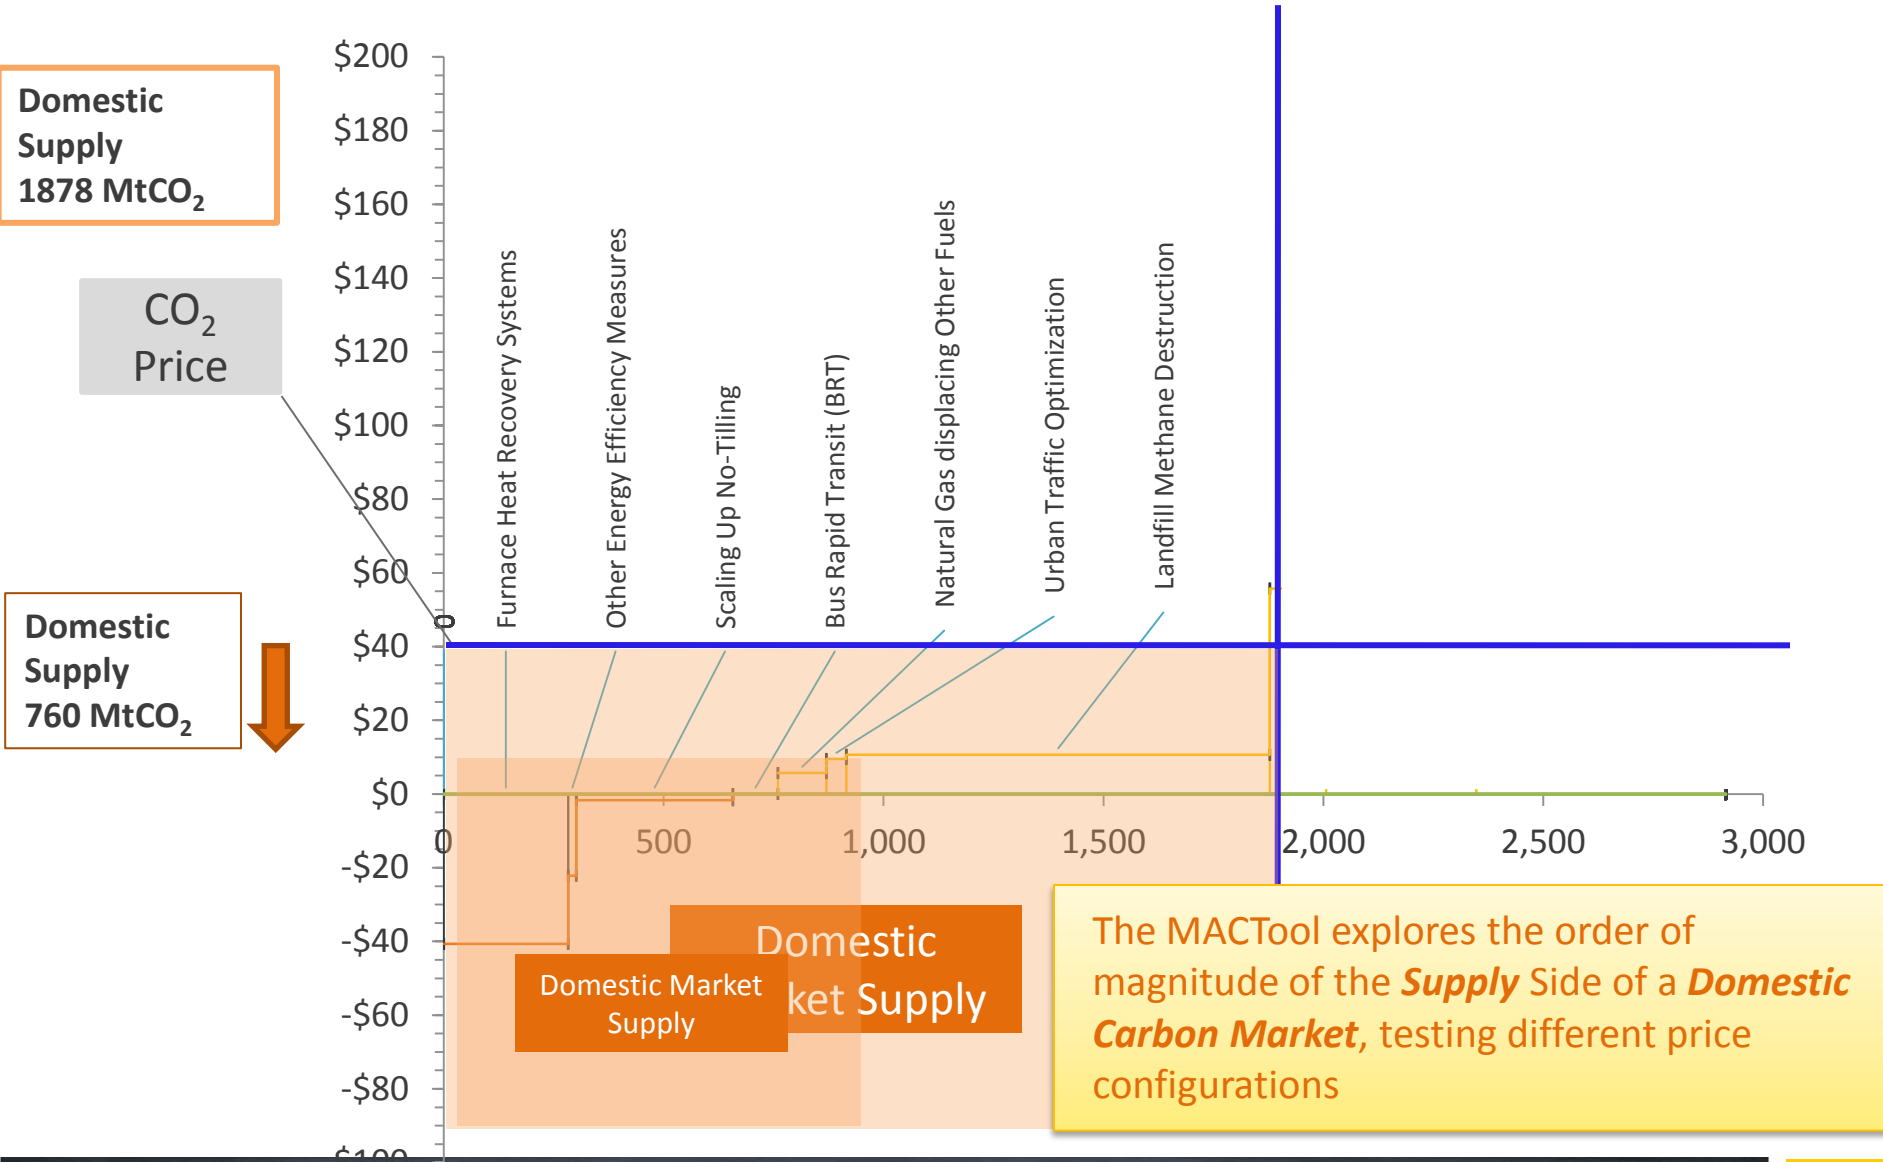 Domestic
Supply
1878 MtCO₂
CO₂
Price
Domestic
Supply
760 MtCO₂
$200
$180
$160
$140
$120
$100
$80
$60
$40
$20
$0
-$20
-$40
-$60
-$80
0
Furnace Heat Recovery Systems
Other Energy Efficiency Measures
Scaling Up No-Tilling
Bus Rapid Transit (BRT)
Natural Gas displacing Other Fuels
Urban Traffic Optimization
Landfill Methane Destruction
0
500
1,000
1,500
2,000
2,500
3,000
Domestic
ket Supply
Domestic Market
Supply
The MACTool explores the order of
magnitude of the Supply Side of a Domestic
Carbon Market, testing different price
configurations